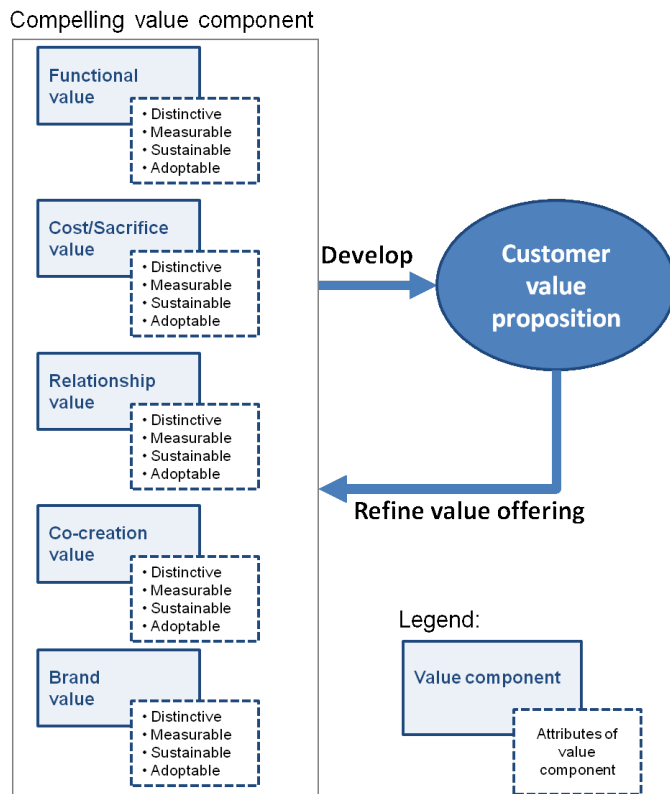 Compelling value component
Functional
value
• Distinctive
• Measurable
• Sustainable
• Adoptable
Cost/Sacrifice
value
• Distinctive
• Measurable
• Sustainable
• Adoptable
Relationship
value
• Distinctive
• Measurable
• Sustainable
• Adoptable
Co-creation
value
• Distinctive
• Measurable
• Sustainable
• Adoptable
Brand
value
• Distinctive
• Measurable
• Sustainable
• Adoptable
Develop
Customer
value
proposition
Refine value offering
Legend:
Value component
Attributes of
value
component